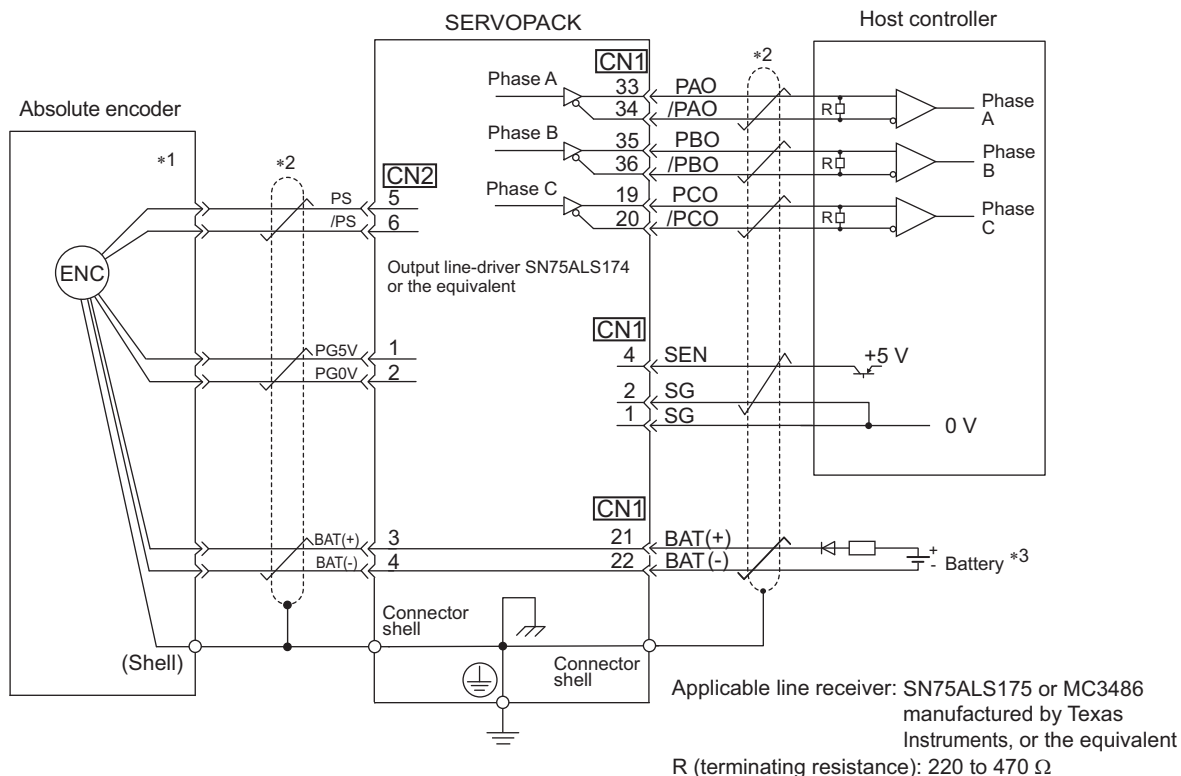 SERVOPACK
Host controller
Absolute encoder
*1
*2
*2
CN1
Phase A
33
PAO
34
/PAO
R
Phase
A
Phase B
35
PBO
36
/PBO
R
Phase
B
Phase C
19
PCO
20
/PCO
R
Phase
C
CN2
PS
5
/PS
6
ENC
Output line-driver SN75ALS174
or the equivalent
PG5V
1
PG0V
2
CN1
4
SEN
+5 V
2
SG
1
SG
0 V
CN1
BAT(+)
3
21
BAT(+)
BAT(-)
4
22
BAT (-)
+
-
Battery *3
Connector
shell
(Shell)
Connector
shell
Applicable line receiver: SN75ALS175 or MC3486
manufactured by Texas
Instruments, or the equivalent
R (terminating resistance): 220 to 470 Ω